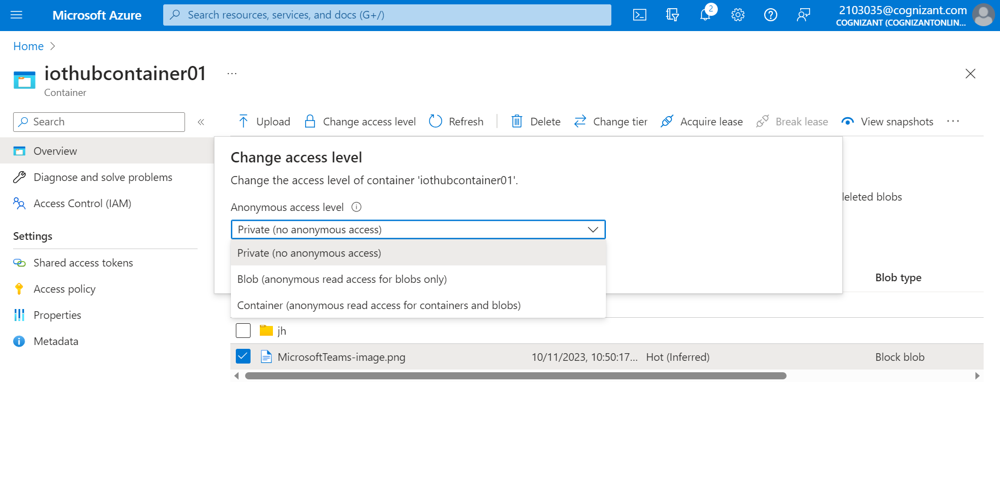 Microsoft Azure
Search resources, services, and docs (G+/)
2
2103035@cognizant.com
COGNIZANT (COGNIZANTONLIN...
Home
iothubcontainer01
...
Container
Search
Upload
Change access level
Refresh
Delete
Change tier
Acquire lease
Break lease
View snapshots
...
Overview
Diagnose and solve problems
Access Control (IAM)
Settings
Shared access tokens
Access policy
Properties
Metadata
Change access level
Change the access level of container 'iothubcontainer01'.
Anonymous access level
Private (no anonymous access)
Private (no anonymous access)
Blob (anonymous read access for blobs only)
Container (anonymous read access for containers and blobs)
deleted blobs
Blob type
jh
MicrosoftTeams-image.png 10/11/2023, 10:50:17... Hot (Inferred) Block blob